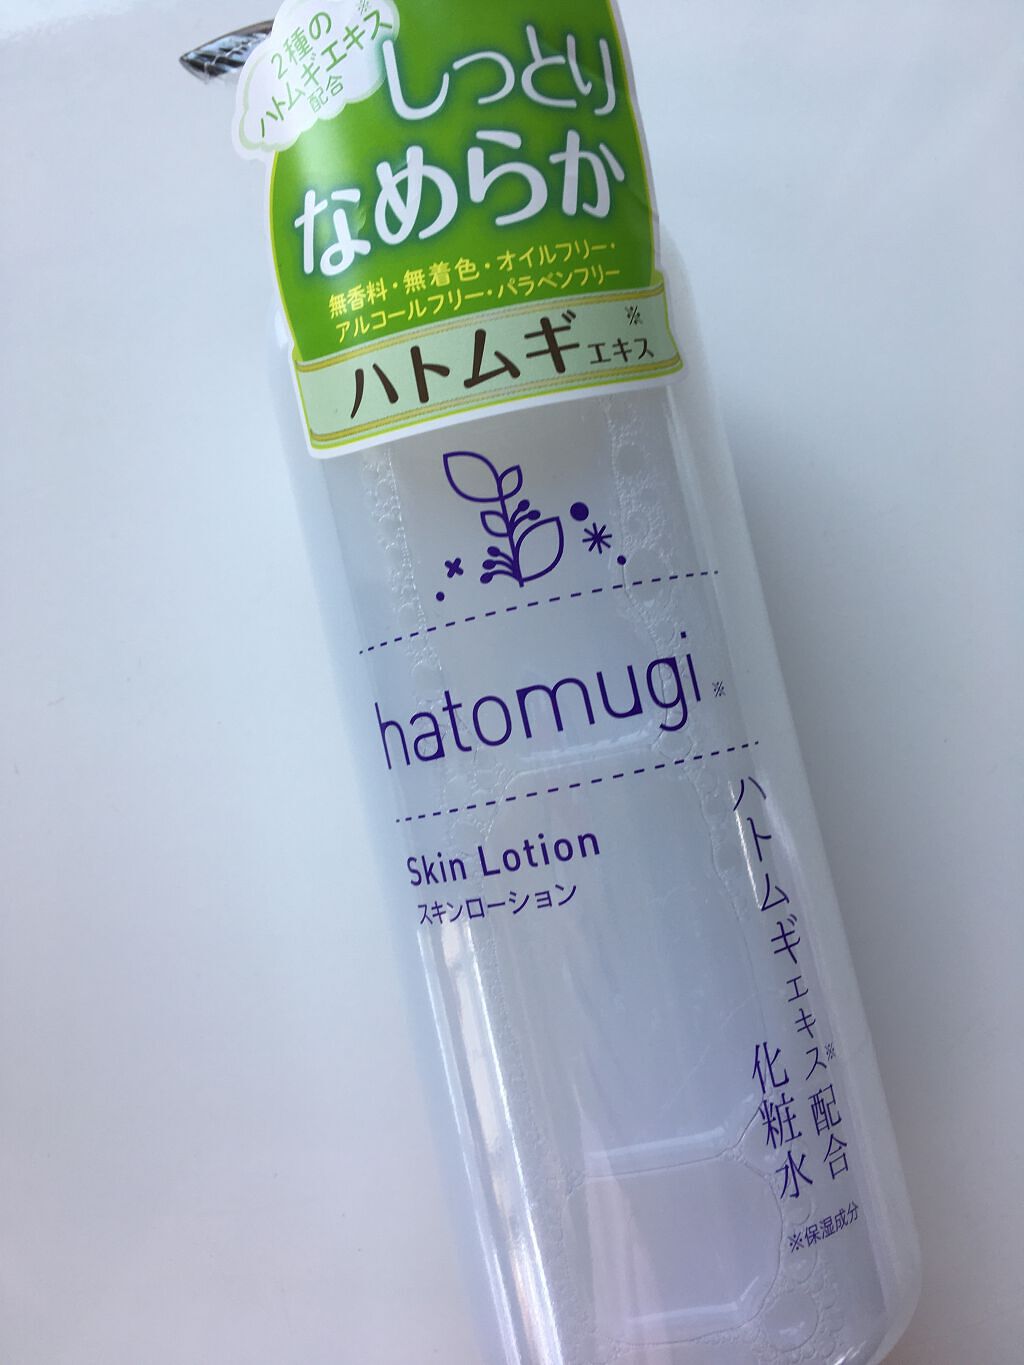 2種の
ハトムギエキス※
配合
しっとり
なめらか
無香料・無着色・オイルフリー・
アルコールフリー・パラベンフリー
ハトムギエキス※
hatomugi※
Skin Lotion
スキンローション
ハトムギエキス※配合
化粧水
※保湿成分